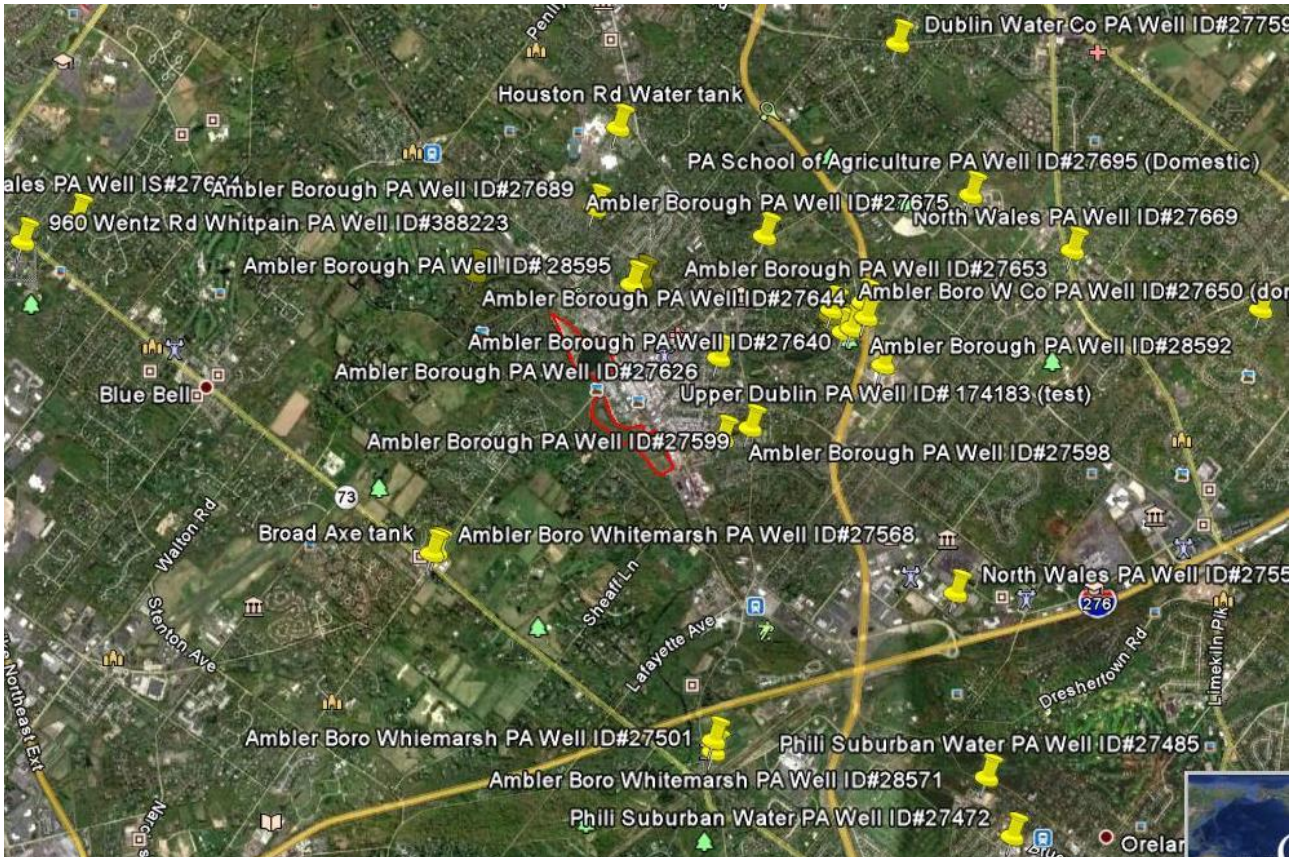 Dublin Water Co PA Well ID#27759
Penlly
Houston Rd Water tank
PA School of Agriculture PA Well ID#27695 (Domestic)
ales PA Well IS#27684
Ambler Borough PA Well ID#27689
Ambler Borough PA Well ID#27675
960 Wentz Rd Whitpain PA Well ID#388223
North Wales PA Well ID#27669
Ambler Borough PA Well ID# 28595
Ambler Borough PA Well ID#27653
Ambler Borough PA Well ID#27644
Ambler Boro W Co PA Well ID#27650 (dor
Ambler Borough PA Well ID#27640
Ambler Borough PA Well ID#28592
Ambler Borough PA Well ID#27626
Blue Bell
Upper Dublin PA Well ID# 174183 (test)
Ambler Borough PA Well ID#27599
Ambler Borough PA Well ID#27598
73
Walton Rd
Broad Axe tank
Ambler Boro Whitemarsh PA Well ID#27568
Sheaff Ln
North Wales PA Well ID#2755
276
Stenton Ave
Lafayette Ave
Dreshertown Rd
Limekiln Plk
Northeast Ext
Ambler Boro Whiemarsh PA Well ID#27501
Phili Suburban Water PA Well ID#27485
Ambler Boro Whitemarsh PA Well ID#28571
Phili Suburban Water PA Well ID#27472
Orelar